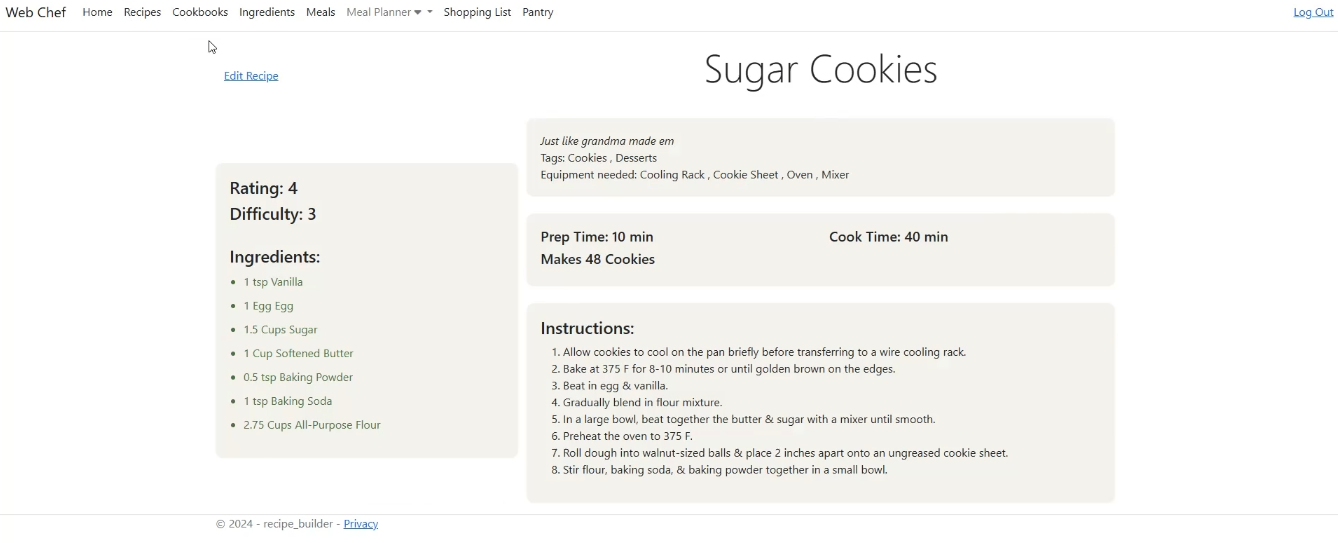 Web Chef Home Recipes Cookbooks Ingredients Meals Meal Planner Shopping List Pantry Log Out
Edit Recipe
Sugar Cookies
Rating: 4
Difficulty: 3
Ingredients:
1 tsp Vanilla
1 Egg Egg
1.5 Cups Sugar
1 Cup Softened Butter
0.5 tsp Baking Powder
1 tsp Baking Soda
2.75 Cups All-Purpose Flour
Just like grandma made em
Tags: Cookies , Desserts
Equipment needed: Cooling Rack , Cookie Sheet , Oven , Mixer
Prep Time: 10 min Cook Time: 40 min
Makes 48 Cookies
Instructions:
1. Allow cookies to cool on the pan briefly before transferring to a wire cooling rack.
2. Bake at 375 F for 8-10 minutes or until golden brown on the edges.
3. Beat in egg & vanilla.
4. Gradually blend in flour mixture.
5. In a large bowl, beat together the butter & sugar with a mixer until smooth.
6. Preheat the oven to 375 F.
7. Roll dough into walnut-sized balls & place 2 inches apart onto an ungreased cookie sheet.
8. Stir flour, baking soda, & baking powder together in a small bowl.
© 2024 - recipe_builder - Privacy